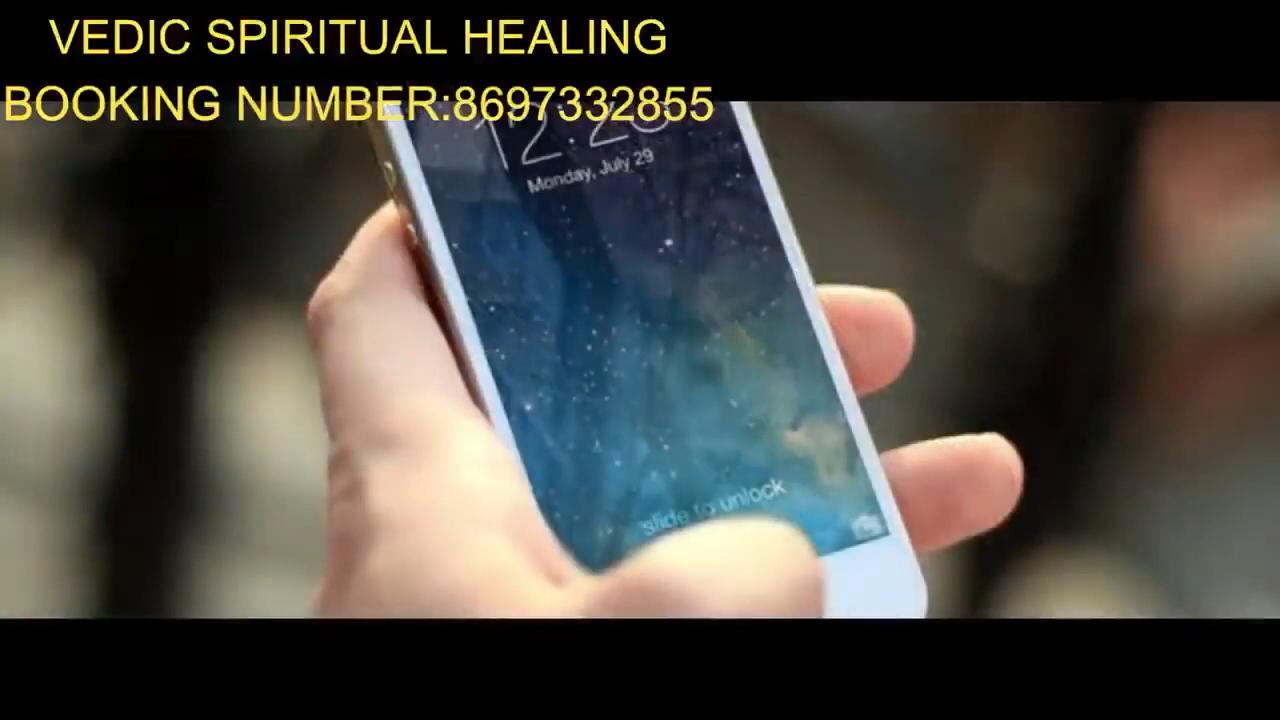 VEDIC SPIRITUAL HEALING
BOOKING NUMBER:8697332855
Monday, July 29
slide to unlock